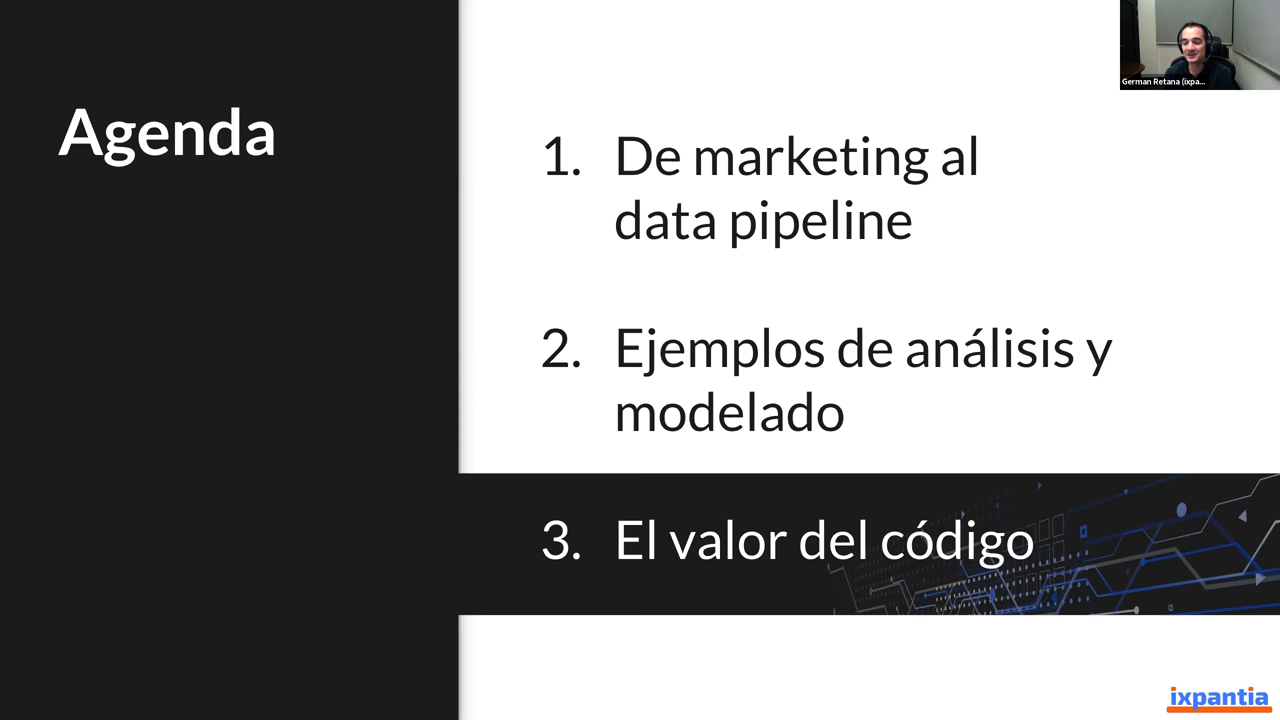 Agenda
1. De marketing al
data pipeline
2. Ejemplos de análisis y
modelado
3. El valor del código
German Retana (ixpa...
ixpantia